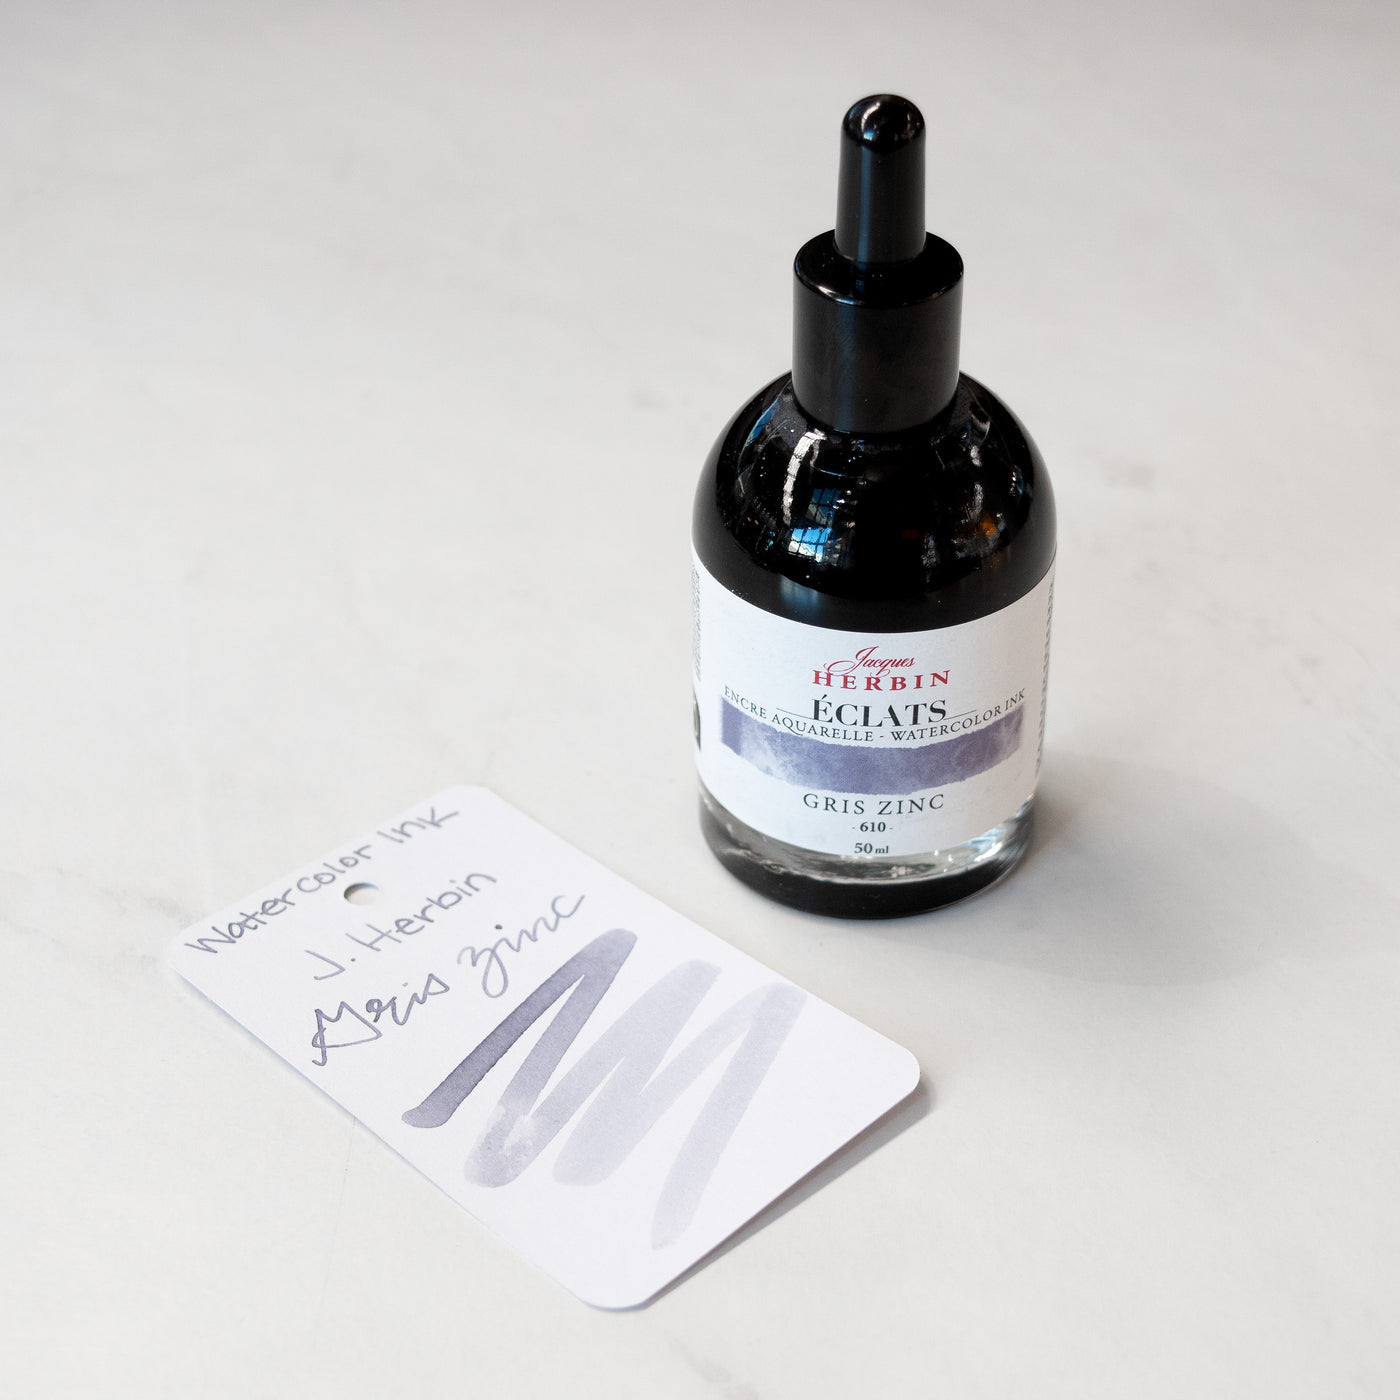 Jacques
HERBIN
ÉCLATS
ENCRE AQUARELLE - WATERCOLOR INK
GRIS ZINC
- 610 -
50 ml
Watercolor Ink
J. Herbin
Gris Zinc